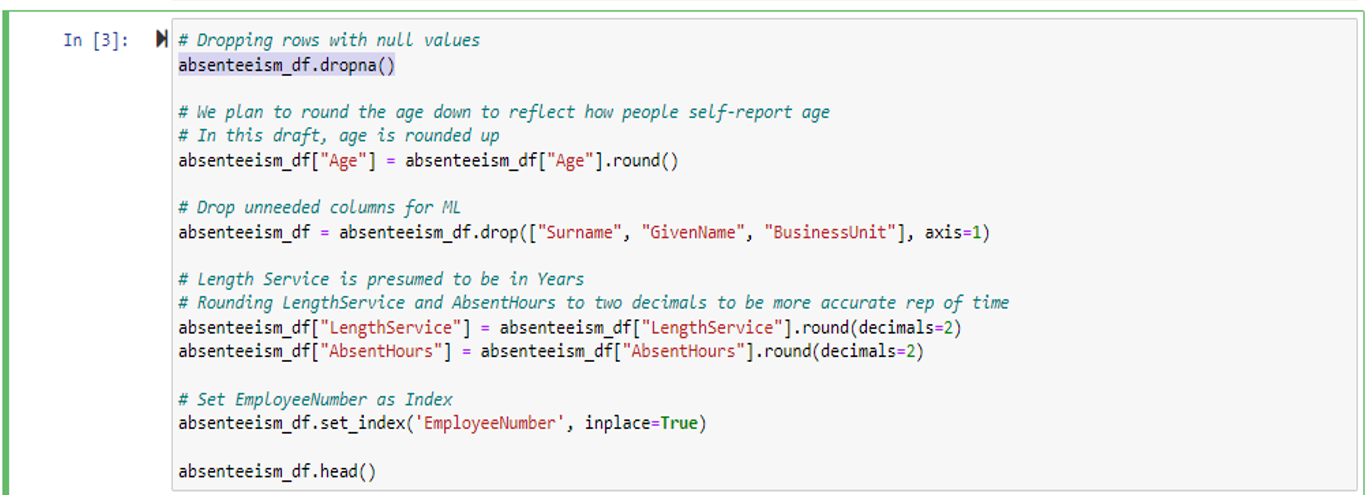 In [3]:
# Dropping rows with null values
absenteeism_df.dropna()
# We plan to round the age down to reflect how people self-report age
# In this draft, age is rounded up
absenteeism_df["Age"] = absenteeism_df["Age"].round()
# Drop unneeded columns for ML
absenteeism_df = absenteeism_df.drop(["Surname", "GivenName", "BusinessUnit"], axis=1)
# Length Service is presumed to be in Years
# Rounding LengthService and AbsentHours to two decimals to be more accurate rep of time
absenteeism_df["LengthService"] = absenteeism_df["LengthService"].round(decimals=2)
absenteeism_df["AbsentHours"] = absenteeism_df["AbsentHours"].round(decimals=2)
# Set EmployeeNumber as Index
absenteeism_df.set_index('EmployeeNumber', inplace=True)
absenteeism_df.head()